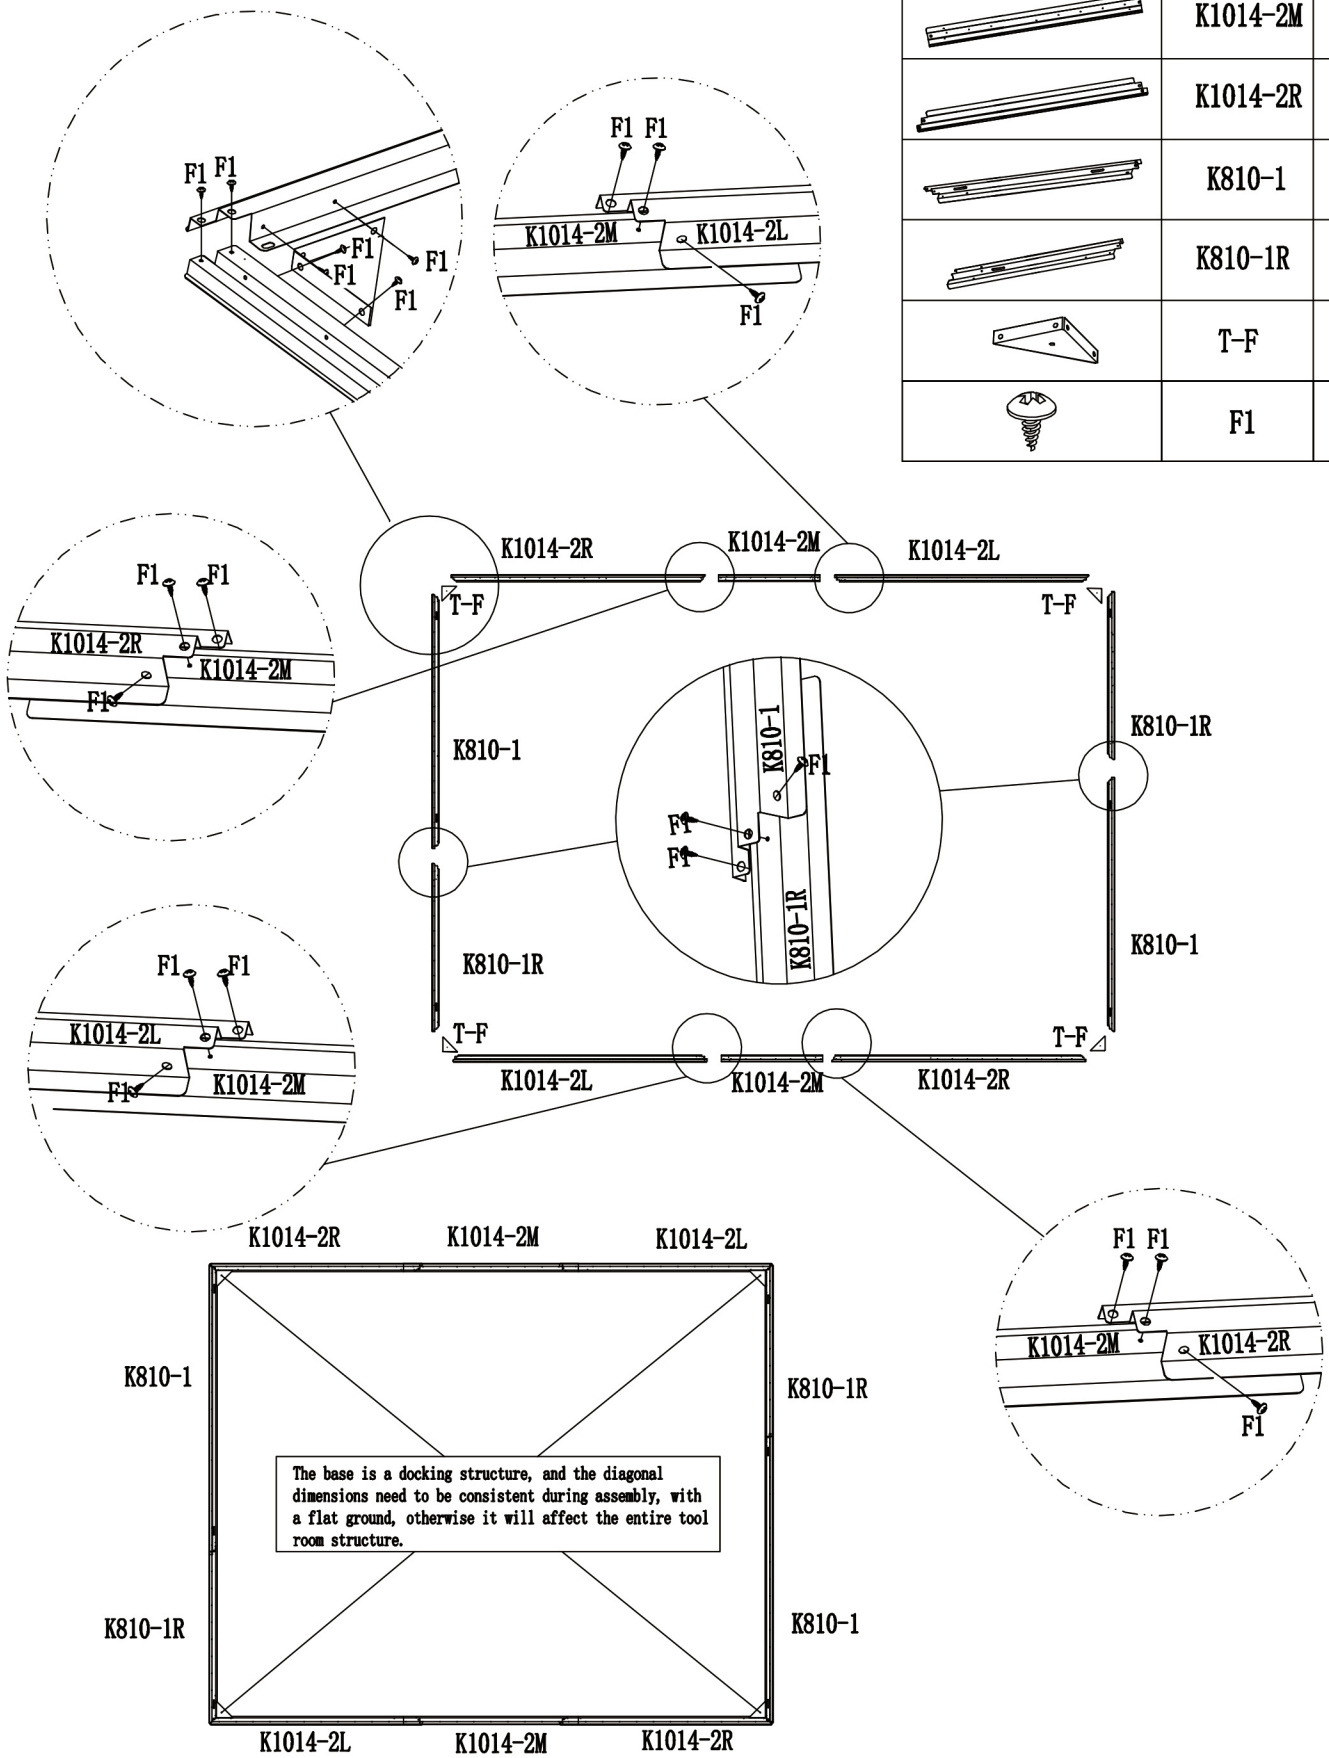 K1014-2M
K1014-2R
K810-1
K810-1R
T-F
F1
F1
F1
F1
F1
F1
F1
F1 F1
K1014-2M
K1014-2L
F1
K1014-2R
K1014-2M
K1014-2L
T-F
T-F
F1
F1
K1014-2R
K1014-2M
F1
K810-1
K810-1R
K810-1
F1
F1
F1
K810-1R
K810-1R
K810-1
F1
F1
K1014-2L
K1014-2M
F1
T-F
T-F
K1014-2L
K1014-2M
K1014-2R
F1 F1
K1014-2M
K1014-2R
F1
K1014-2R
K1014-2M
K1014-2L
K810-1
K810-1R
The base is a docking structure, and the diagonal
dimensions need to be consistent during assembly, with
a flat ground, otherwise it will affect the entire tool
room structure.
K810-1R
K810-1
K1014-2L
K1014-2M
K1014-2R